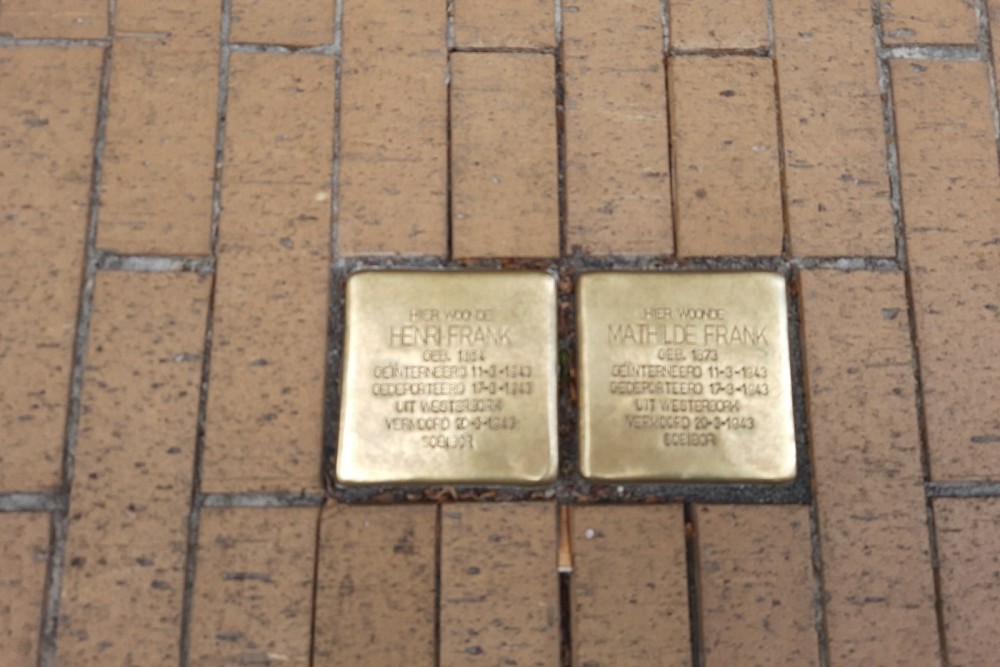 HIER WOONDE
HENRI FRANK
GEB. 1864
GEÏNTERNEERD 11-3-1943
GEDEPORTEERD 17-3-1943
UIT WESTERBORK
VERMOORD 20-3-1943
SOBIBOR
HIER WOONDE
MATHILDE FRANK
GEB. 1873
GEÏNTERNEERD 11-3-1943
GEDEPORTEERD 17-3-1943
UIT WESTERBORK
VERMOORD 20-3-1943
SOBIBOR